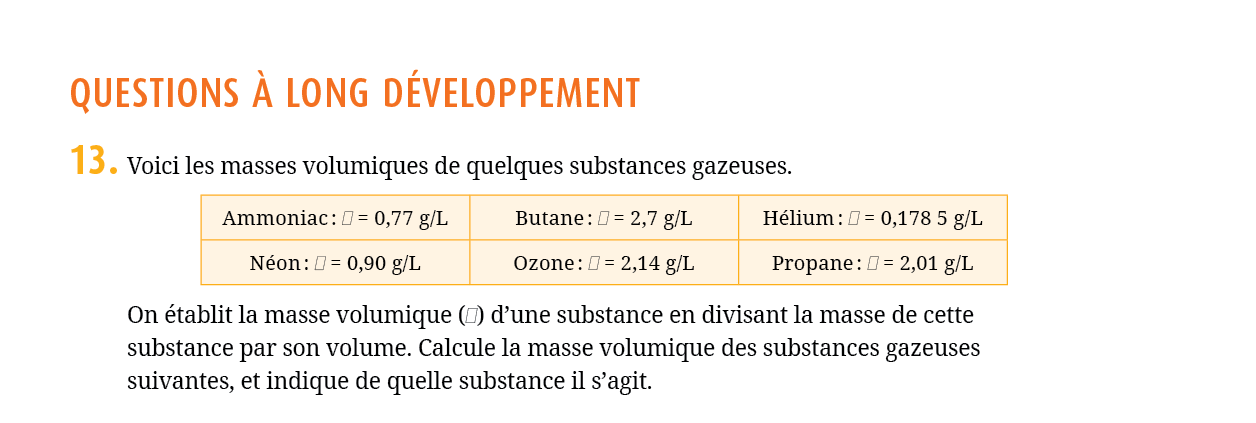 QUESTIONS À LONG DÉVELOPPEMENT
13. Voici les masses volumiques de quelques substances gazeuses.
Ammoniac : = 0,77 g/L Butane : = 2,7 g/L Hélium : = 0,178 5 g/L
Néon : = 0,90 g/L Ozone : = 2,14 g/L Propane : = 2,01 g/L
On établit la masse volumique () d’une substance en divisant la masse de cette
substance par son volume. Calcule la masse volumique des substances gazeuses
suivantes, et indique de quelle substance il s’agit.